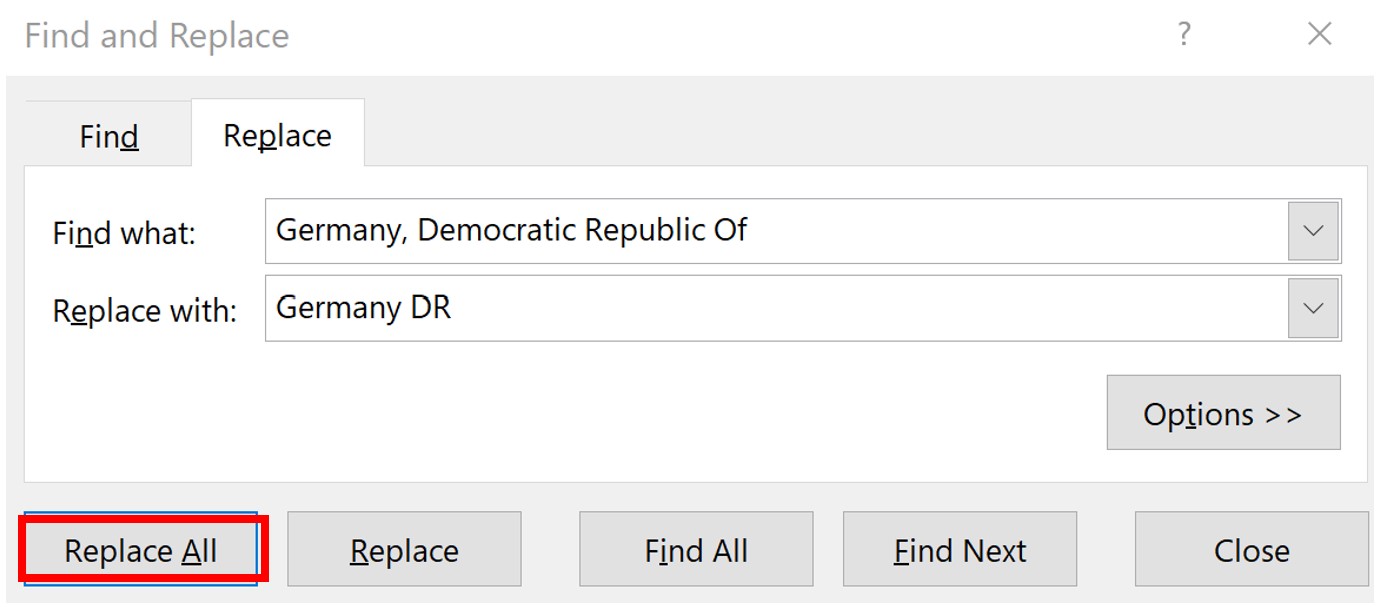 Find and Replace ?
Find Replace
Find what: Germany, Democratic Republic Of
Replace with: Germany DR
Options >>
Replace All Replace Find All Find Next Close